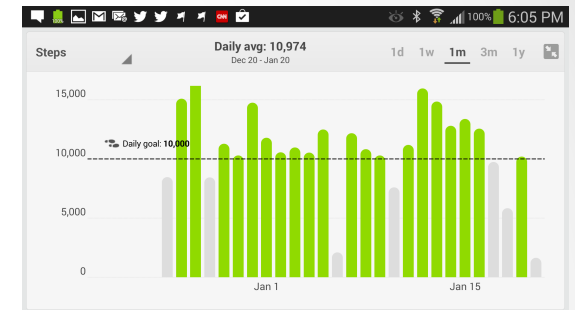 CNN
100% 6:05 PM
Steps
Daily avg: 10,974
Dec 20 - Jan 20
1d 1w 1m 3m 1y
15,000
Daily goal: 10,000
10,000
5,000
0
Jan 1 Jan 15